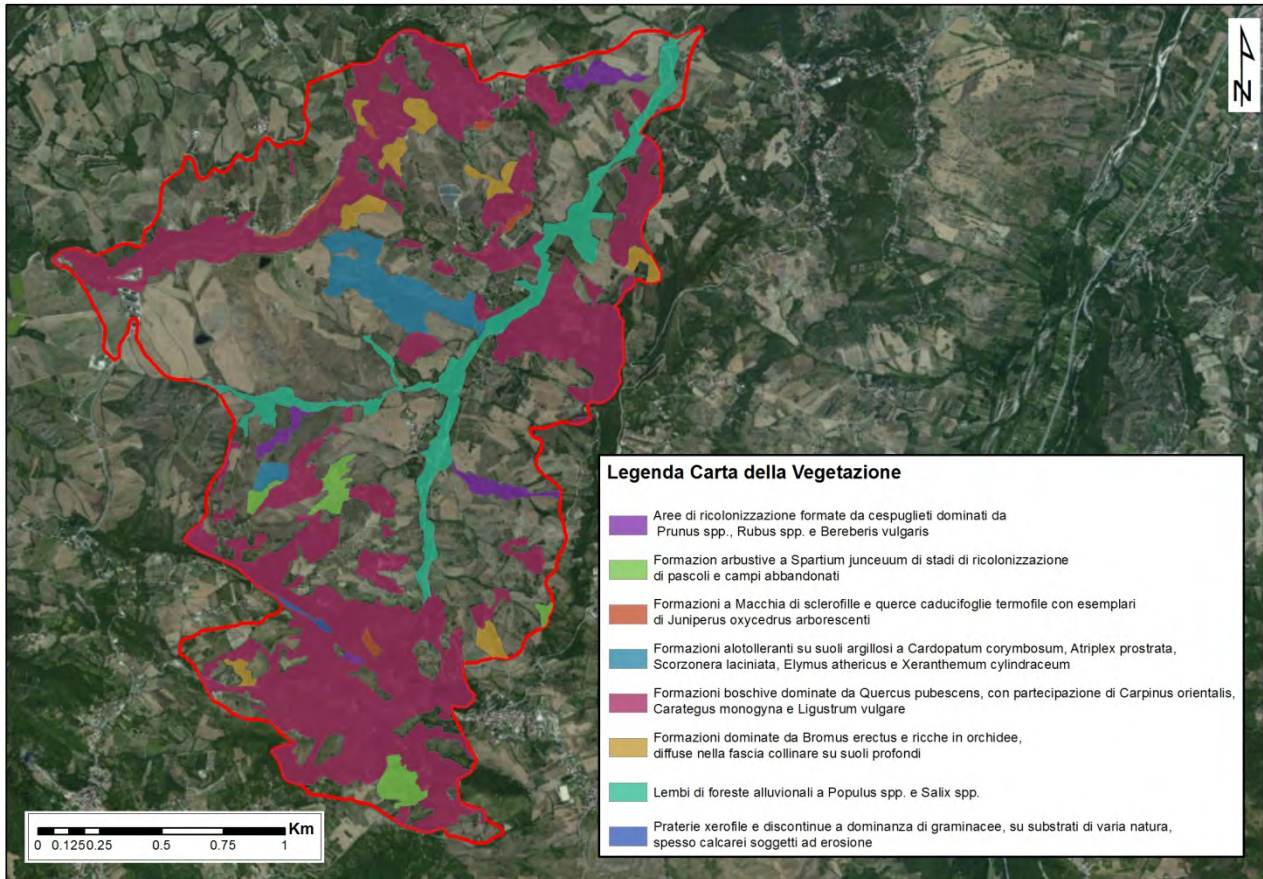 N
Legenda Carta della Vegetazione
Aree di ricolonizzazione formate da cespuglieti dominati da
Prunus spp., Rubus spp. e Bereberis vulgaris
Formazion arbustive a Spartium junceuum di stadi di ricolonizzazione
di pascoli e campi abbandonati
Formazioni a Macchia di sclerofille e querce caducifoglie termofile con esemplari
di Juniperus oxycedrus arborescenti
Formazioni alotolleranti su suoli argillosi a Cardopatum corymbosum, Atriplex prostrata,
Scorzonera laciniata, Elymus athericus e Xeranthemum cylindraceum
Formazioni boschive dominate da Quercus pubescens, con partecipazione di Carpinus orientalis,
Carategus monogyna e Ligustrum vulgare
Formazioni dominate da Bromus erectus e ricche in orchidee,
diffuse nella fascia collinare su suoli profondi
Lembi di foreste alluvionali a Populus spp. e Salix spp.
Praterie xerofile e discontinue a dominanza di graminacee, su substrati di varia natura,
spesso calcarei soggetti ad erosione
Km
0 0.125 0.25 0.5 0.75 1